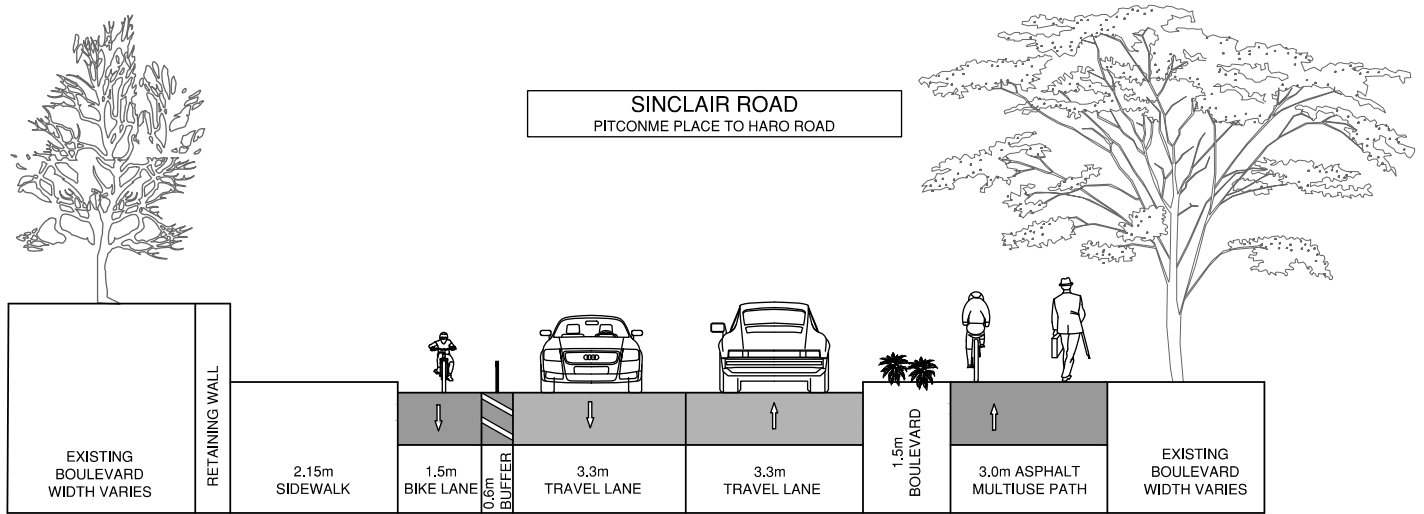 SINCLAIR ROAD
PITCONME PLACE TO HARO ROAD
EXISTING
BOULEVARD
WIDTH VARIES
RETAINING WALL
2.15m
SIDEWALK
1.5m
BIKE LANE
0.6m
BUFFER
3.3m
TRAVEL LANE
3.3m
TRAVEL LANE
1.5m
BOULEVARD
3.0m ASPHALT
MULTIUSE PATH
EXISTING
BOULEVARD
WIDTH VARIES